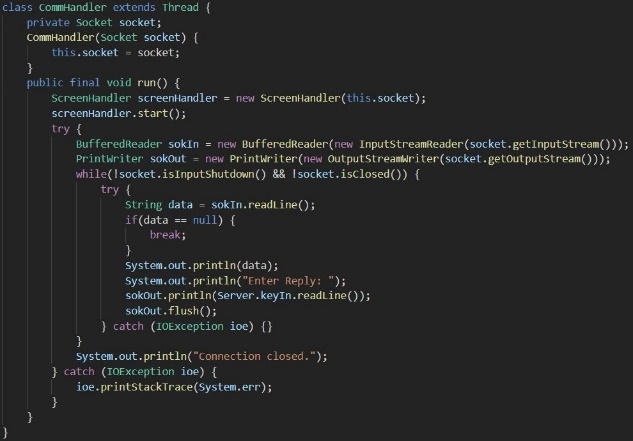 class CommHandler extends Thread {
    private Socket socket;
    CommHandler(Socket socket) {
        this.socket = socket;
    }
    public final void run() {
        ScreenHandler screenHandler = new ScreenHandler(this.socket);
        screenHandler.start();
        try {
            BufferedReader sokIn = new BufferedReader(new InputStreamReader(socket.getInputStream()));
            PrintWriter sokOut = new PrintWriter(new OutputStreamWriter(socket.getOutputStream()));
            while(!socket.isInputShutdown() && !socket.isClosed()) {
                try {
                    String data = sokIn.readLine();
                    if(data == null) {
                        break;
                    }
                    System.out.println(data);
                    System.out.println("Enter Reply: ");
                    sokOut.println(Server.keyIn.readLine());
                    sokOut.flush();
                } catch (IOException ioe) {}
            }
            System.out.println("Connection closed.");
        } catch (IOException ioe) {
            ioe.printStackTrace(System.err);
        }
    }
}